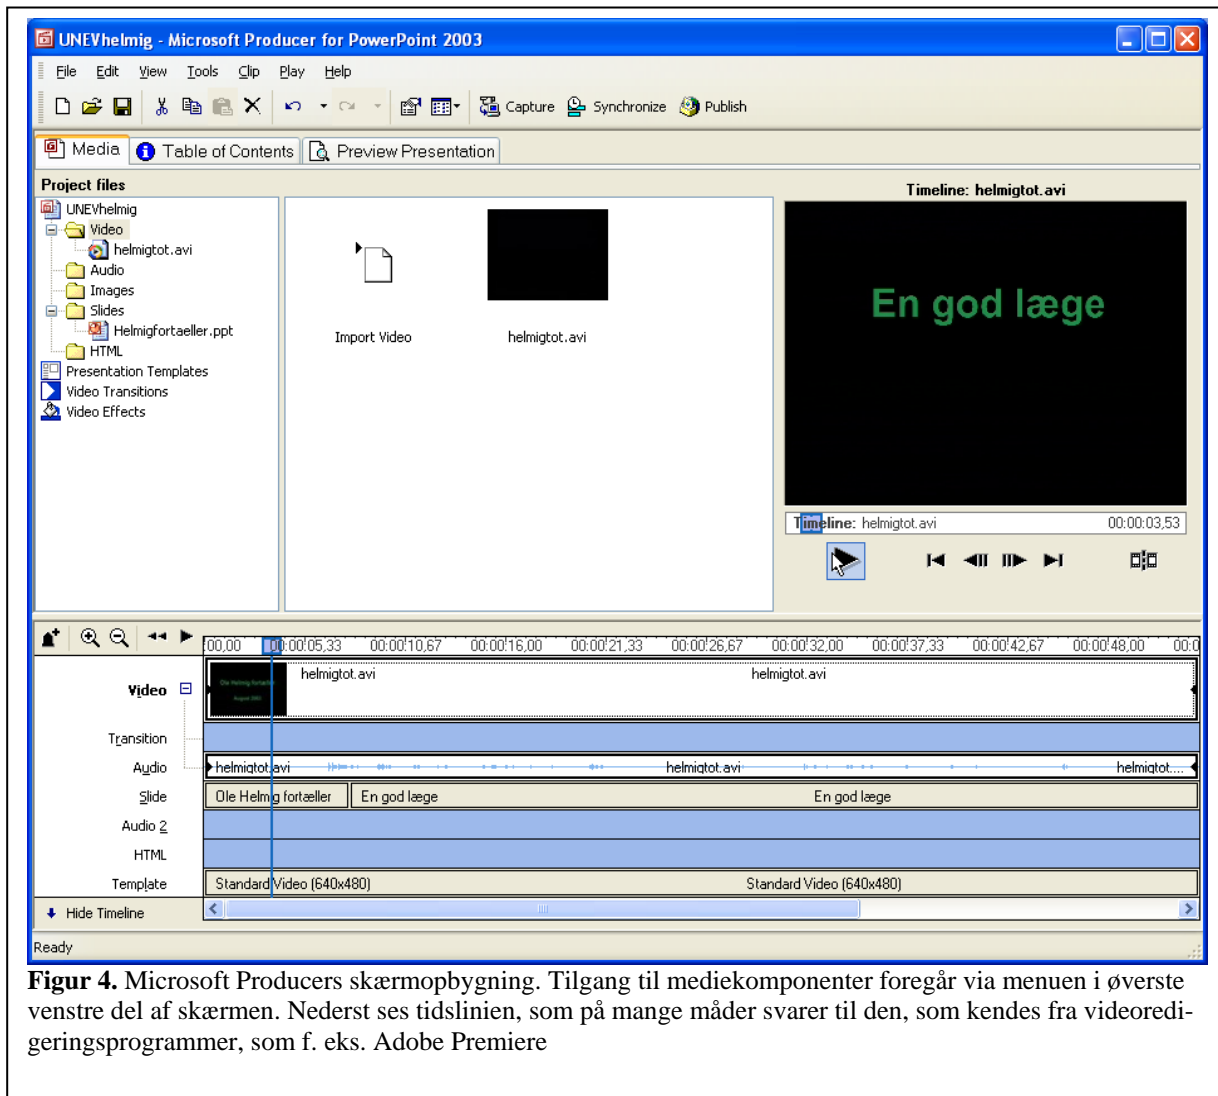 UNEVhelmig - Microsoft Producer for PowerPoint 2003
File Edit View Tools Clip Play Help
Capture Synchronize Publish
Media Table of Contents Preview Presentation
Project files
UNEVhelmig
Video
helmigtot.avi
Audio
Images
Slides
Helmigfortaeller.ppt
HTML
Presentation Templates
Video Transitions
Video Effects
Import Video
helmigtot.avi
Timeline: helmigtot.avi
En god læge
Timeline: helmigtot.avi 00:00:03,53
:00,00 00:00:05,33 00:00:10,67 00:00:16,00 00:00:21,33 00:00:26,67 00:00:32,00 00:00:37,33 00:00:42,67 00:00:48,00 00:0
Video
Ole Helmig fortæller
August 2003
helmigtot.avi helmigtot.avi
Transition
Audio helmigtot.avi helmigtot.avi helmigtot....
Slide Ole Helmig fortæller En god læge En god læge
Audio 2
HTML
Template Standard Video (640x480) Standard Video (640x480)
Hide Timeline
Ready
Figur 4. Microsoft Producers skærmopbygning. Tilgang til mediekomponenter foregår via menuen i øverste
venstre del af skærmen. Nederst ses tidslinien, som på mange måder svarer til den, som kendes fra videoredi-
geringsprogrammer, som f. eks. Adobe Premiere